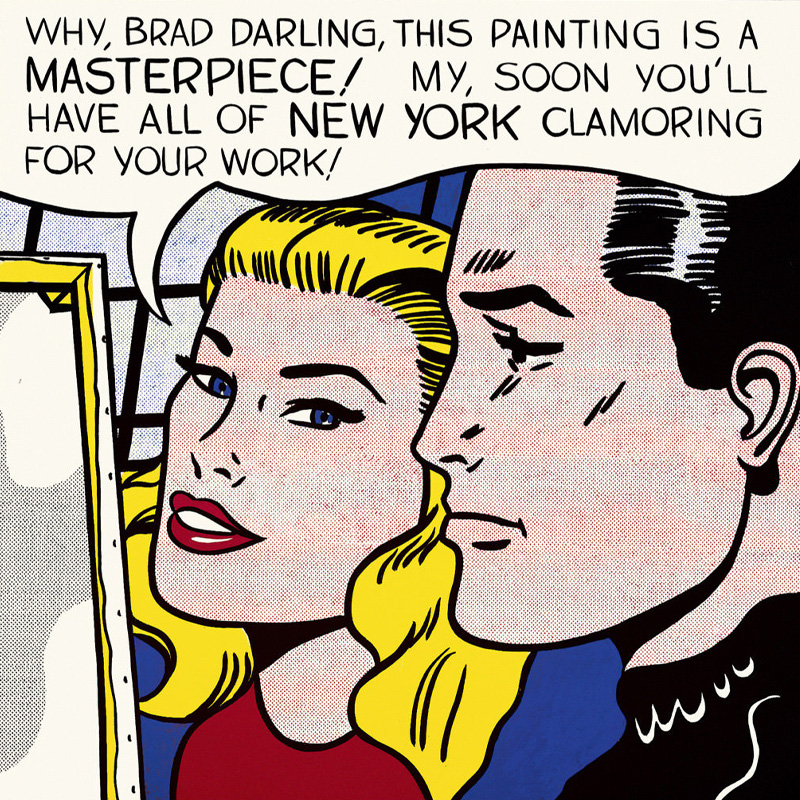 WHY, BRAD DARLING, THIS PAINTING IS A
MASTERPIECE! MY, SOON YOU'LL
HAVE ALL OF NEW YORK CLAMORING
FOR YOUR WORK!